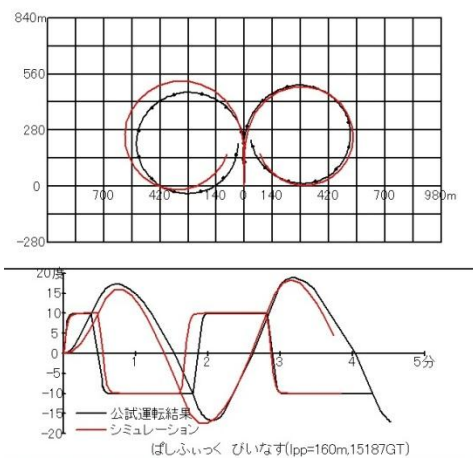 840m
560
280
0
-280
700 420 140 0 140 420 700 980m
20度
15
10
5
0
-5
-10
-15
-20
1 2 3 4 5分
公試運転結果
シミュレーション
ぱしふぃっく びいなす(lpp=160m,15187GT)